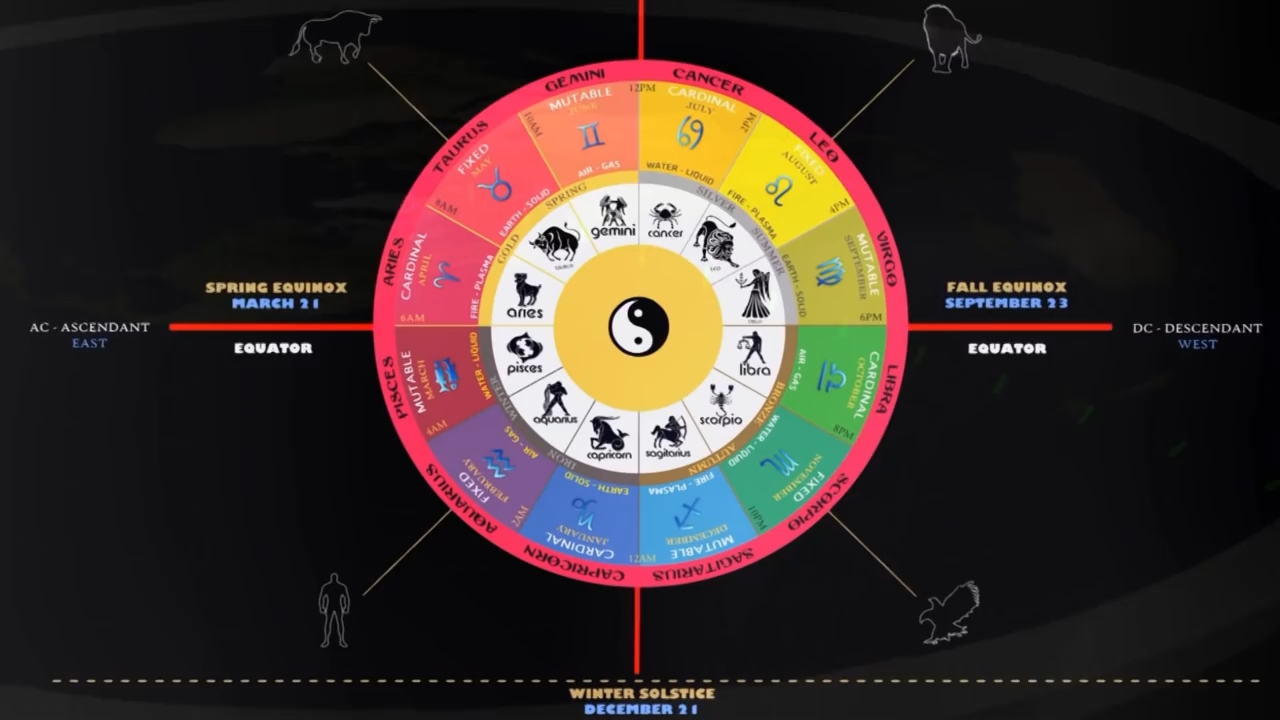 GEMINI
CANCER
TAURUS
LEO
ARIES
VIRGO
PISCES
LIBRA
AQUARIUS
SCORPIO
CAPRICORN
SAGITARIUS
12PM
MUTABLE
JUNE
AIR - GAS
10AM
CARDINAL
JULY
WATER - LIQUID
2PM
FIXED
MAY
EARTH - SOLID
8AM
FIXED
AUGUST
FIRE - PLASMA
4PM
CARDINAL
APRIL
FIRE - PLASMA
6AM
MUTABLE
SEPTEMBER
EARTH - SOLID
6PM
MUTABLE
MARCH
WATER - LIQUID
4AM
CARDINAL
OCTOBER
AIR - GAS
8PM
FIXED
FEBRUARY
AIR - GAS
2AM
FIXED
NOVEMBER
WATER - LIQUID
10PM
CARDINAL
JANUARY
EARTH - SOLID
12AM
MUTABLE
DECEMBER
FIRE - PLASMA
GOLD
SPRING
SILVER
SUMMER
BRONZE
AUTUMN
IRON
WINTER
gemini
cancer
TAURUS
LEO
aries
VIRGO
pisces
libra
aquarius
scorpio
capricorn
sagitarius
SPRING EQUINOX
MARCH 21
EQUATOR
AC - ASCENDANT
EAST
FALL EQUINOX
SEPTEMBER 23
EQUATOR
DC - DESCENDANT
WEST
WINTER SOLSTICE
DECEMBER 21